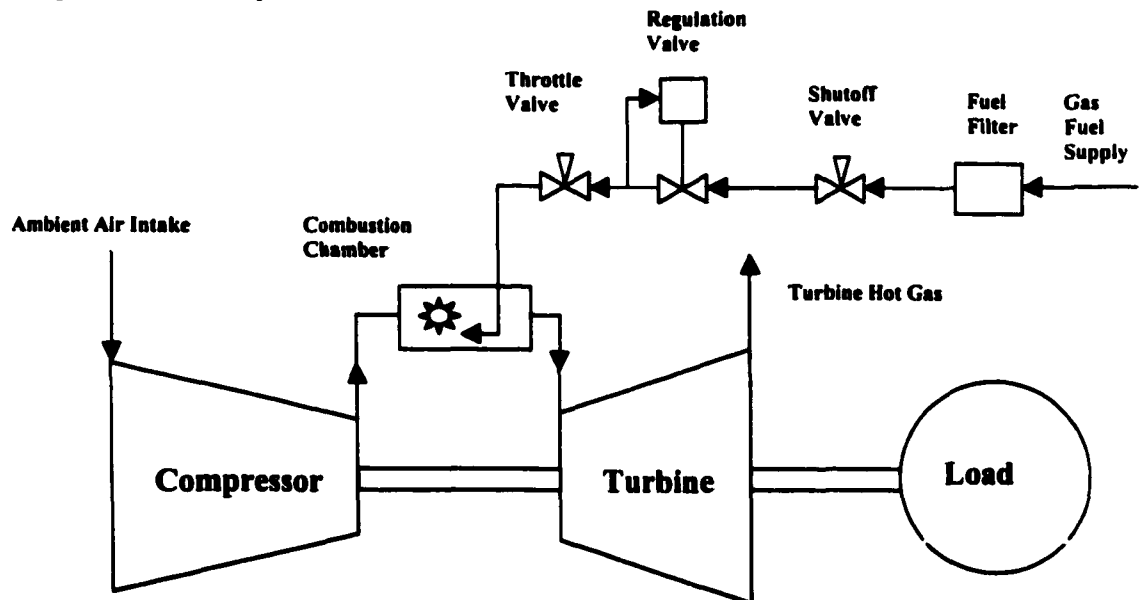 Regulation
Valve
Throttle
Valve
Shutoff
Valve
Fuel
Filter
Gas
Fuel
Supply
Ambient Air Intake
Combustion
Chamber
Turbine Hot Gas
Compressor
Turbine
Load